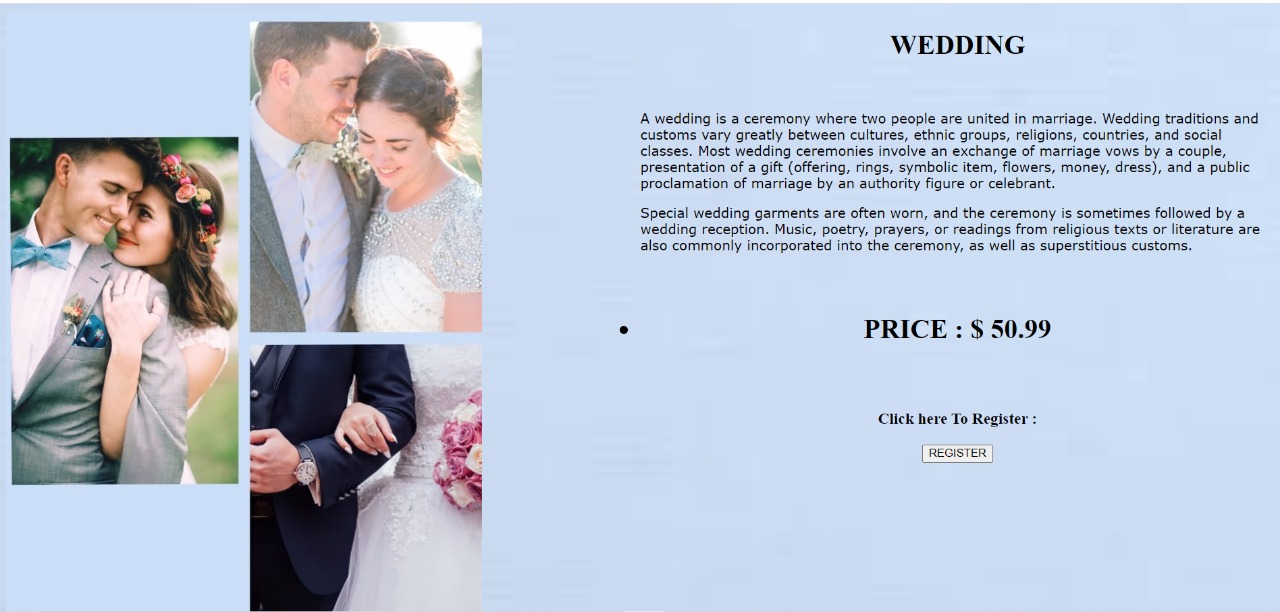 WEDDING
A wedding is a ceremony where two people are united in marriage. Wedding traditions and
customs vary greatly between cultures, ethnic groups, religions, countries, and social
classes. Most wedding ceremonies involve an exchange of marriage vows by a couple,
presentation of a gift (offering, rings, symbolic item, flowers, money, dress), and a public
proclamation of marriage by an authority figure or celebrant.
Special wedding garments are often worn, and the ceremony is sometimes followed by a
wedding reception. Music, poetry, prayers, or readings from religious texts or literature are
also commonly incorporated into the ceremony, as well as superstitious customs.
• PRICE : $ 50.99
Click here To Register :
REGISTER